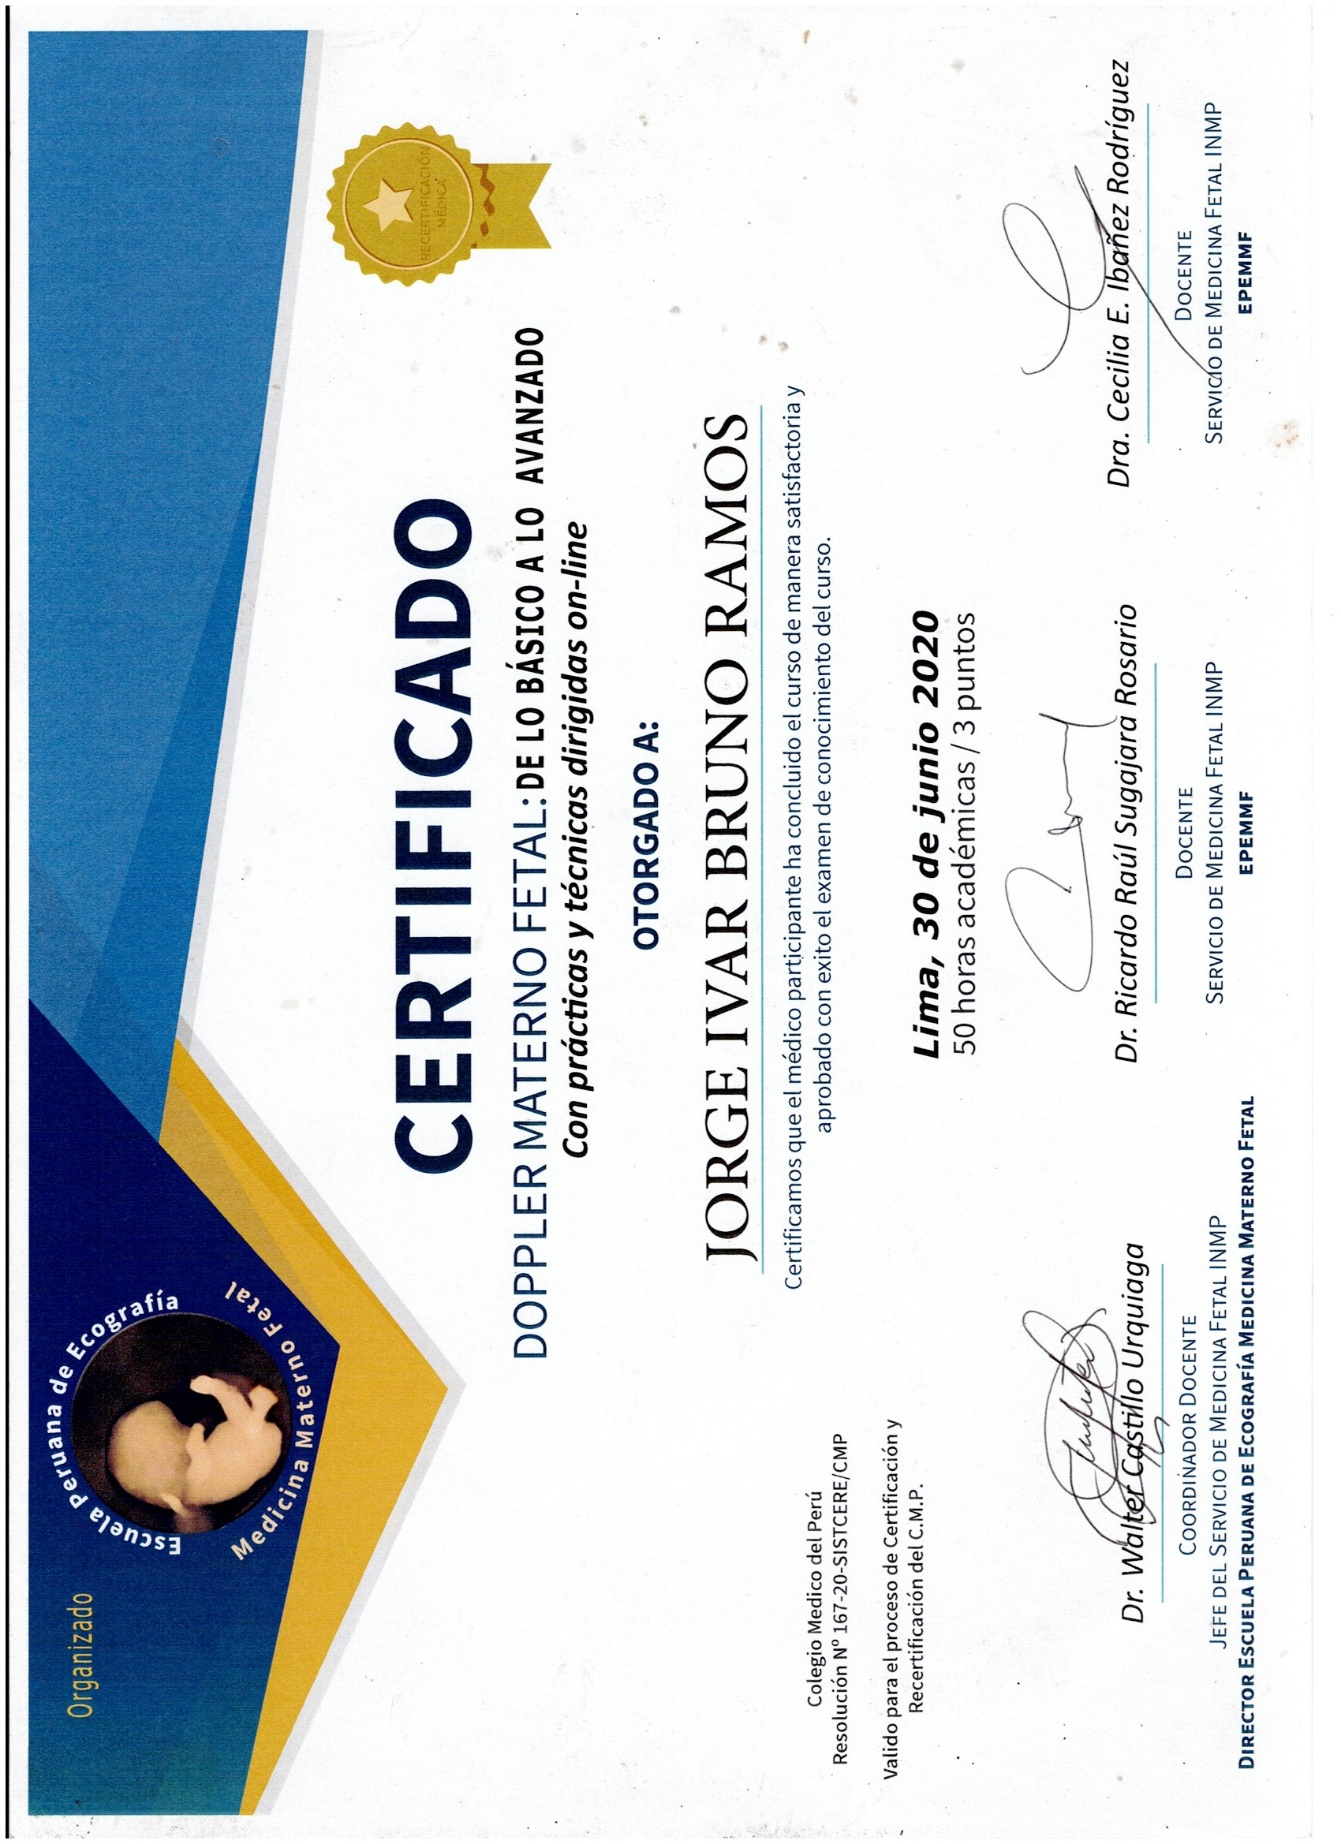 Organizado
Escuela Peruana de Ecografía
Medicina Materno Fetal
RECERTIFICACIÓN
MÉDICA
CERTIFICADO
DOPPLER MATERNO FETAL: DE LO BÁSICO A LO AVANZADO
Con prácticas y técnicas dirigidas on-line
OTORGADO A:
JORGE IVAR BRUNO RAMOS
Certificamos que el médico participante ha concluido el curso de manera satisfactoria y
aprobado con exito el examen de conocimiento del curso.
Colegio Medico del Perú
Resolución Nº 167-20-SISTCERE/CMP
Valido para el proceso de Certificación y
Recertificación del C.M.P.
Lima, 30 de junio 2020
50 horas académicas / 3 puntos
Dr. Walter Castillo Urquiaga
COORDINADOR DOCENTE
JEFE DEL SERVICIO DE MEDICINA FETAL INMP
DIRECTOR ESCUELA PERUANA DE ECOGRAFÍA MEDICINA MATERNO FETAL
Dr. Ricardo Raúl Sugajara Rosario
DOCENTE
SERVICIO DE MEDICINA FETAL INMP
EPEMMF
Dra. Cecilia E. Ibañez Rodríguez
DOCENTE
SERVICIO DE MEDICINA FETAL INMP
EPEMMF